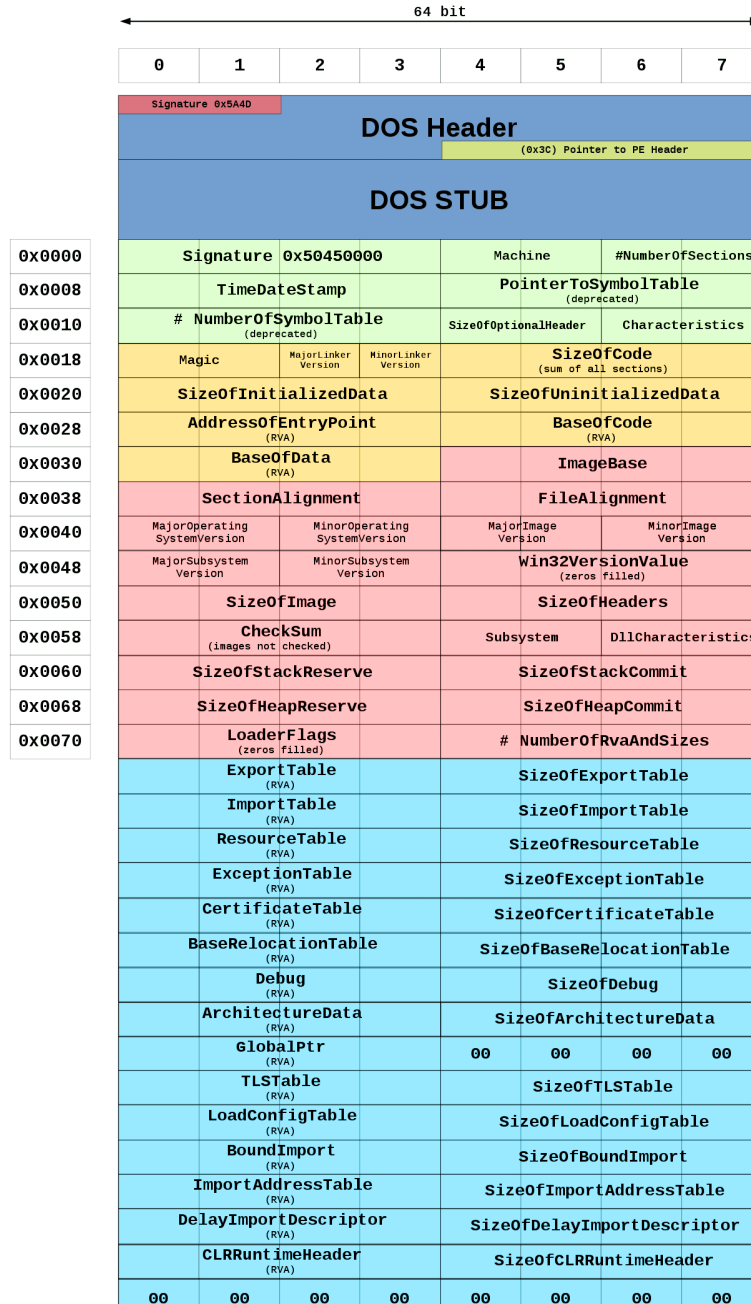 64 bit
0 1 2 3 4 5 6 7
Signature 0x5A4D
DOS Header
(0x3C) Pointer to PE Header
DOS STUB
0x0000 Signature 0x50450000 Machine #NumberOfSections
0x0008 TimeDateStamp PointerToSymbolTable
(deprecated)
0x0010 # NumberOfSymbolTable SizeOfOptionalHeader Characteristics
(deprecated)
0x0018 Magic MajorLinker MinorLinker SizeOfCode
Version Version (sum of all sections)
0x0020 SizeOfInitializedData SizeOfUninitializedData
0x0028 AddressOfEntryPoint BaseOfCode
(RVA) (RVA)
0x0030 BaseOfData ImageBase
(RVA)
0x0038 SectionAlignment FileAlignment
0x0040 MajorOperating MinorOperating MajorImage MinorImage
SystemVersion SystemVersion Version Version
0x0048 MajorSubsystem MinorSubsystem Win32VersionValue
Version Version (zeros filled)
0x0050 SizeOfImage SizeOfHeaders
0x0058 CheckSum Subsystem DllCharacteristics
(images not checked)
0x0060 SizeOfStackReserve SizeOfStackCommit
0x0068 SizeOfHeapReserve SizeOfHeapCommit
0x0070 LoaderFlags # NumberOfRvaAndSizes
(zeros filled)
ExportTable SizeOfExportTable
(RVA)
ImportTable SizeOfImportTable
(RVA)
ResourceTable SizeOfResourceTable
(RVA)
ExceptionTable SizeOfExceptionTable
(RVA)
CertificateTable SizeOfCertificateTable
(RVA)
BaseRelocationTable SizeOfBaseRelocationTable
(RVA)
Debug SizeOfDebug
(RVA)
ArchitectureData SizeOfArchitectureData
(RVA)
GlobalPtr 00 00 00 00
(RVA)
TLSTable SizeOfTLSTable
(RVA)
LoadConfigTable SizeOfLoadConfigTable
(RVA)
BoundImport SizeOfBoundImport
(RVA)
ImportAddressTable SizeOfImportAddressTable
(RVA)
DelayImportDescriptor SizeOfDelayImportDescriptor
(RVA)
CLRRuntimeHeader SizeOfCLRRuntimeHeader
(RVA)
00 00 00 00 00 00 00 00